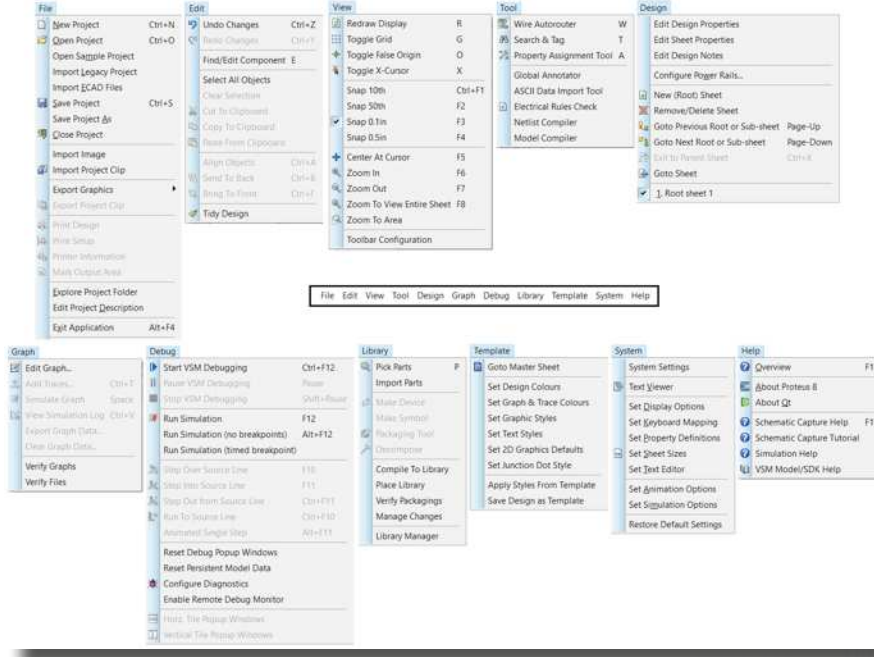 File
New Project Ctrl+N
Open Project Ctrl+O
Open Sample Project
Import Legacy Project
Import ECAD Files
Save Project Ctrl+S
Save Project As
Close Project
Import Image
Import Project Clip
Export Graphics
Export Project Clip
Print Design
Print Setup
Printer Information
Mark Output Area
Explore Project Folder
Edit Project Description
Exit Application Alt+F4
Edit
Undo Changes Ctrl+Z
Redo Changes Ctrl+Y
Find/Edit Component E
Select All Objects
Clear Selection
Cut To Clipboard
Copy To Clipboard
Paste From Clipboard
Align Objects Ctrl+A
Send To Back Ctrl+B
Bring To Front Ctrl+F
Tidy Design
View
Redraw Display R
Toggle Grid G
Toggle False Origin O
Toggle X-Cursor X
Snap 10th Ctrl+F1
Snap 50th F2
Snap 0.1in F3
Snap 0.5in F4
Center At Cursor F5
Zoom In F6
Zoom Out F7
Zoom To View Entire Sheet F8
Zoom To Area
Toolbar Configuration
Tool
Wire Autorouter W
Search & Tag T
Property Assignment Tool A
Global Annotator
ASCII Data Import Tool
Electrical Rules Check
Netlist Compiler
Model Compiler
Design
Edit Design Properties
Edit Sheet Properties
Edit Design Notes
Configure Power Rails...
New (Root) Sheet
Remove/Delete Sheet
Goto Previous Root or Sub-sheet Page-Up
Goto Next Root or Sub-sheet Page-Down
Exit to Parent Sheet Ctrl+X
Goto Sheet
1. Root sheet 1
File Edit View Tool Design Graph Debug Library Template System Help
Graph
Edit Graph...
Add Traces... Ctrl+T
Simulate Graph Space
View Simulation Log Ctrl+V
Export Graph Data...
Clear Graph Data...
Verify Graphs
Verify Files
Debug
Start VSM Debugging Ctrl+F12
Pause VSM Debugging Pause
Stop VSM Debugging Shift+Pause
Run Simulation F12
Run Simulation (no breakpoints) Alt+F12
Run Simulation (timed breakpoint)
Step Over Source Line F10
Step Into Source Line F11
Step Out from Source Line Ctrl+F11
Run To Source Line Ctrl+F10
Animated Single Step Alt+F11
Reset Debug Popup Windows
Reset Persistent Model Data
Configure Diagnostics
Enable Remote Debug Monitor
Horiz. Tile Popup Windows
Vertical Tile Popup Windows
Library
Pick Parts P
Import Parts
Make Device
Make Symbol
Packaging Tool
Decompose
Compile To Library
Place Library
Verify Packagings
Manage Changes
Library Manager
Template
Goto Master Sheet
Set Design Colours
Set Graph & Trace Colours
Set Graphic Styles
Set Text Styles
Set 2D Graphics Defaults
Set Junction Dot Style
Apply Styles From Template
Save Design as Template
System
System Settings
Text Viewer
Set Display Options
Set Keyboard Mapping
Set Property Definitions
Set Sheet Sizes
Set Text Editor
Set Animation Options
Set Simulation Options
Restore Default Settings
Help
Overview F1
About Proteus 8
About Qt
Schematic Capture Help F1
Schematic Capture Tutorial
Simulation Help
VSM Model/SDK Help